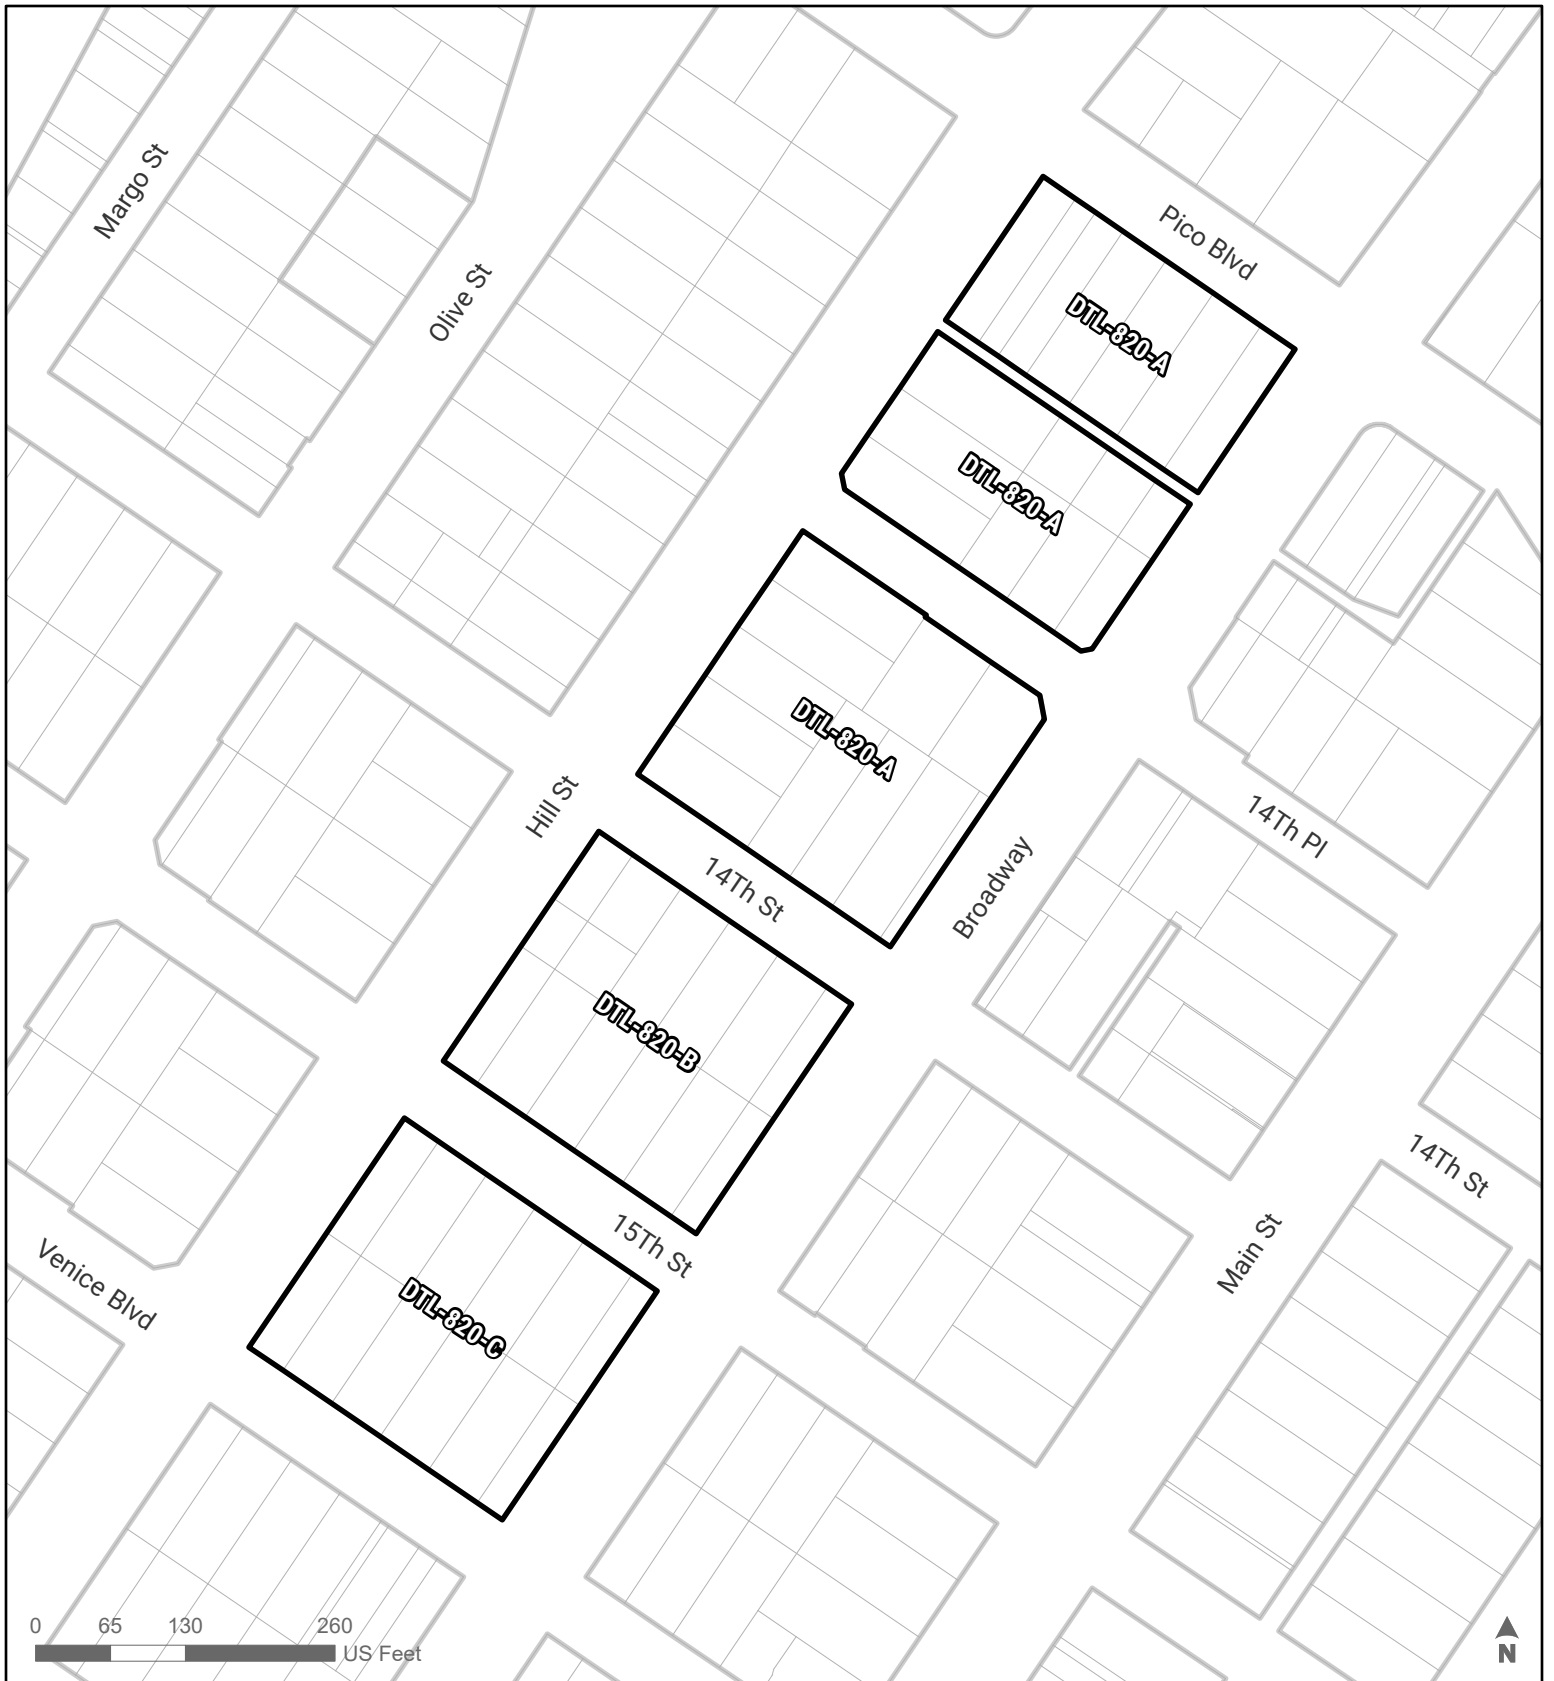 Margo St
Pico Blvd
Olive St
DTL-820-A
DTL-820-A
DTL-820-A
Hill St
14Th Pl
14Th St
Broadway
DTL-820-B
14Th St
15Th St
Main St
Venice Blvd
DTL-820-C
0 65 130 260
US Feet
N